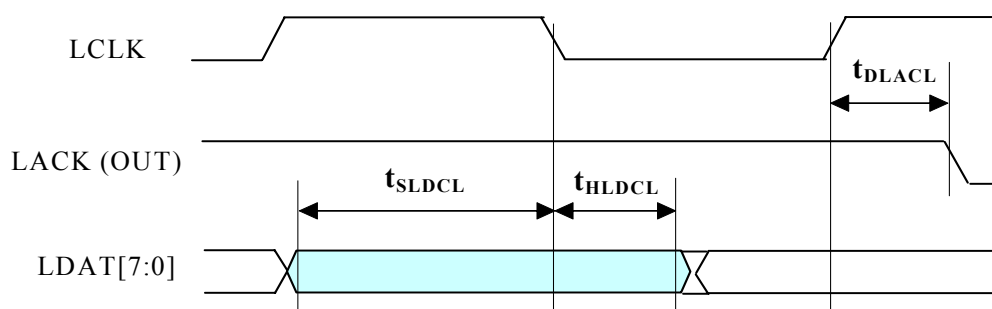 LCLK
tDLACL
LACK (OUT)
tSLDCL
tHLDCL
LDAT[7:0]